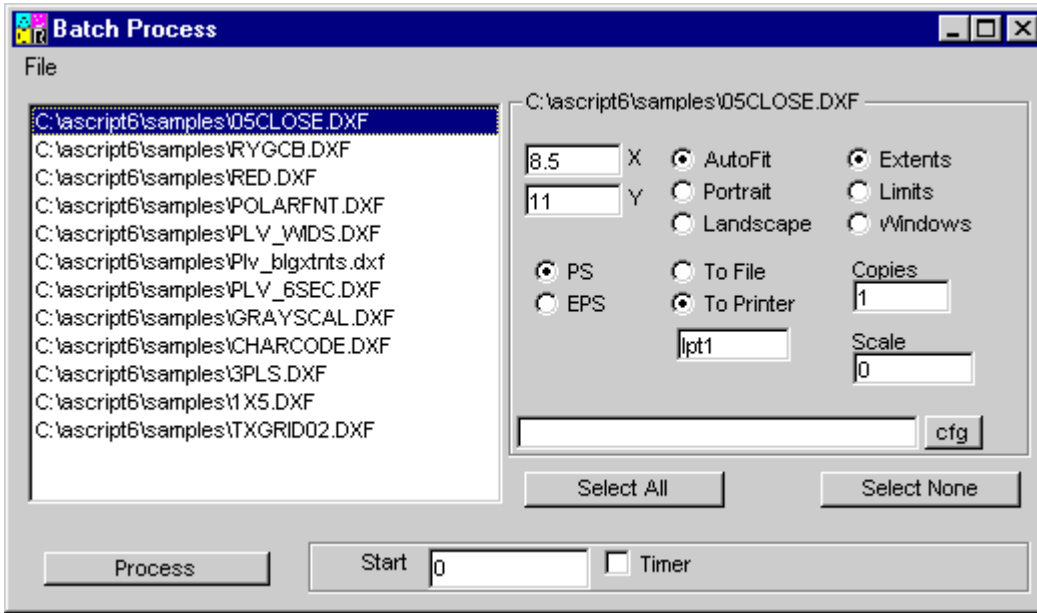 Batch Process
File
C:\ascript6\samples\05CLOSE.DXF
C:\ascript6\samples\RYGCB.DXF
C:\ascript6\samples\RED.DXF
C:\ascript6\samples\POLARFNT.DXF
C:\ascript6\samples\PLV_WIDS.DXF
C:\ascript6\samples\Plv_blgxtnts.dxf
C:\ascript6\samples\PLV_6SEC.DXF
C:\ascript6\samples\GRAYSCAL.DXF
C:\ascript6\samples\CHARCODE.DXF
C:\ascript6\samples\3PLS.DXF
C:\ascript6\samples\1X5.DXF
C:\ascript6\samples\TXGRID02.DXF
C:\ascript6\samples\05CLOSE.DXF
8.5 X AutoFit Extents
11 Y Portrait Limits
Landscape Windows
PS To File Copies
EPS To Printer 1
lpt1 Scale
0
cfg
Select All Select None
Process Start 0 Timer